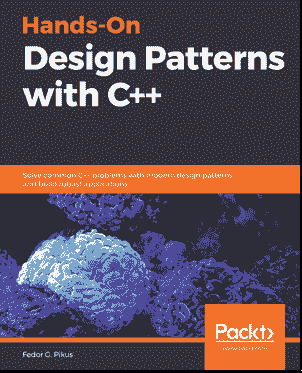 Hands-On
Design Patterns
with C++
Solve common C++ problems with modern design patterns
and build robust applications
Fedor G. Pikus
Packt>